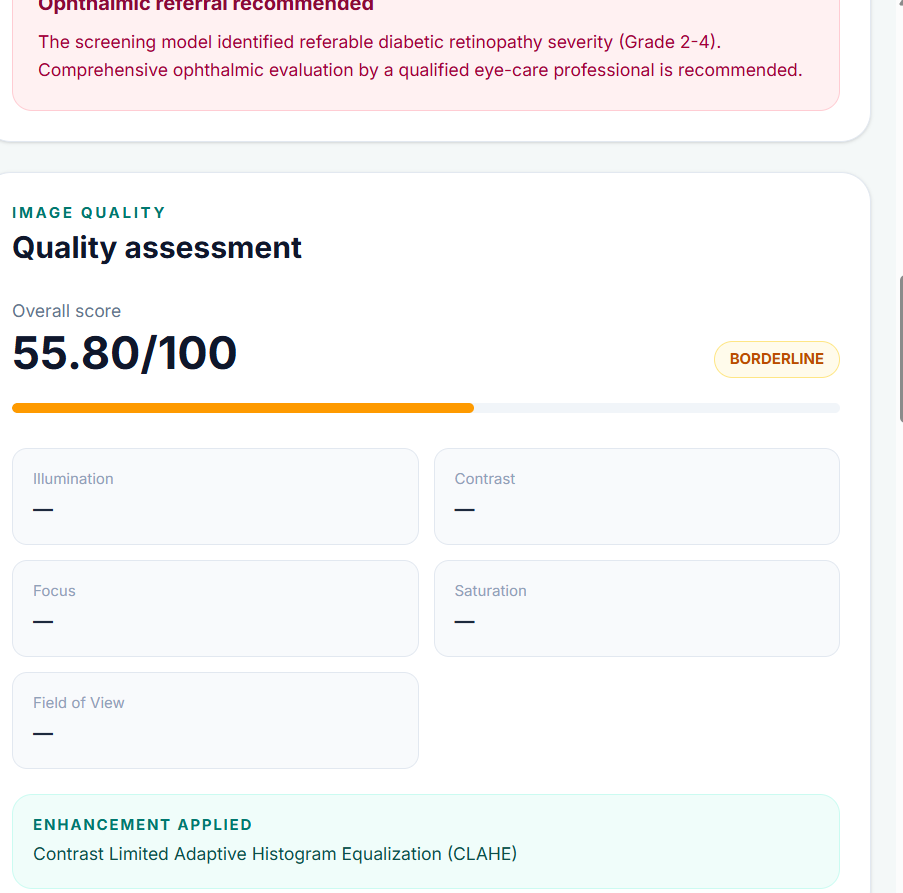 Ophthalmic referral recommended
The screening model identified referable diabetic retinopathy severity (Grade 2-4).
Comprehensive ophthalmic evaluation by a qualified eye-care professional is recommended.
IMAGE QUALITY
Quality assessment
Overall score
55.80/100
BORDERLINE
Illumination
—
Contrast
—
Focus
—
Saturation
—
Field of View
—
ENHANCEMENT APPLIED
Contrast Limited Adaptive Histogram Equalization (CLAHE)